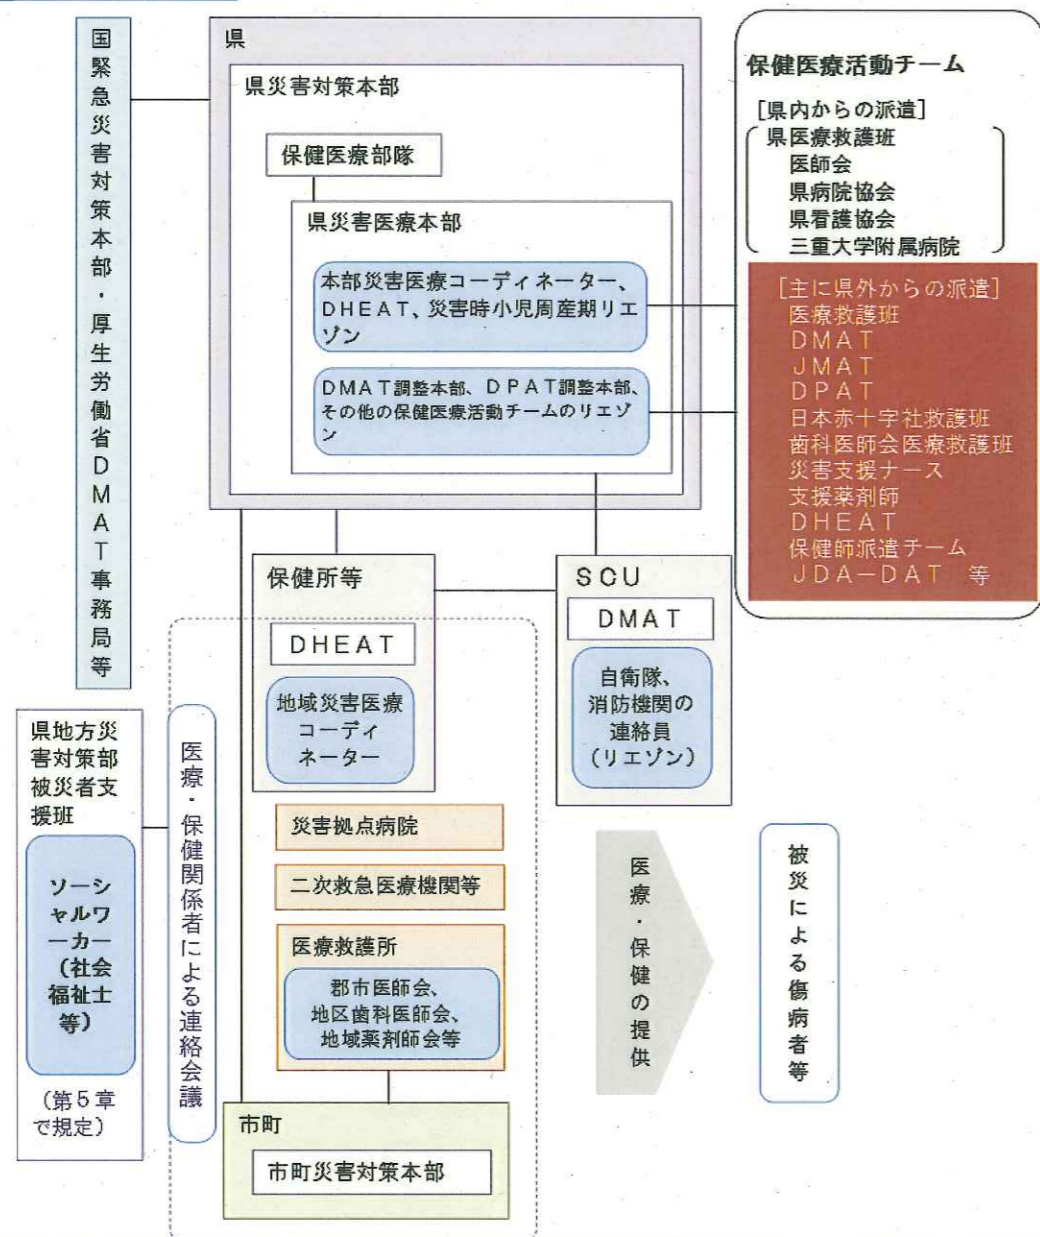 国緊急災害対策本部・厚生労働省DMAT事務局等
県
県災害対策本部
保健医療部隊
県災害医療本部
本部災害医療コーディネーター、
DHEAT、災害時小児周産期リエ
ゾン
DMAT調整本部、DPAT調整本部、
その他の保健医療活動チームのリエゾ
ン
保健医療活動チーム
[県内からの派遣]
県医療救護班
医師会
県病院協会
県看護協会
三重大学附属病院
[主に県外からの派遣]
医療救護班
DMAT
JMAT
DPAT
日本赤十字社救護班
歯科医師会医療救護班
災害支援ナース
支援薬剤師
DHEAT
保健師派遣チーム
JDA-DAT 等
保健所等
DHEAT
地域災害医療
コーディ
ネーター
SCU
DMAT
自衛隊、
消防機関の
連絡員
(リエゾン)
県地方災
害対策部
被災者支
援班
ソーシ
ャルワ
ーカー
(社会
福祉士
等)
(第5章
で規定)
医療・保健関係者による連絡会議
災害拠点病院
二次救急医療機関等
医療救護所
郡市医師会、
地区歯科医師会、
地域薬剤師会等
市町
市町災害対策本部
医療・保健の提供
被災による傷病者等